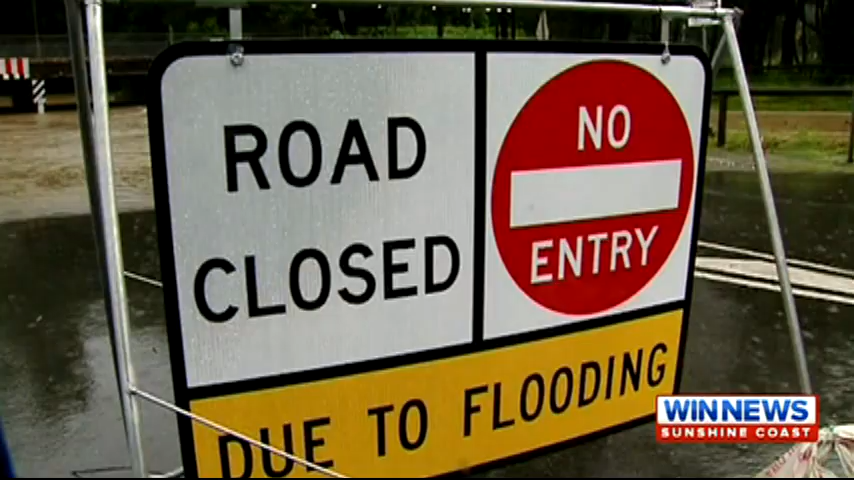 ROAD
CLOSED
NO
ENTRY
DUE TO FLOODING
WIN NEWS
SUNSHINE COAST